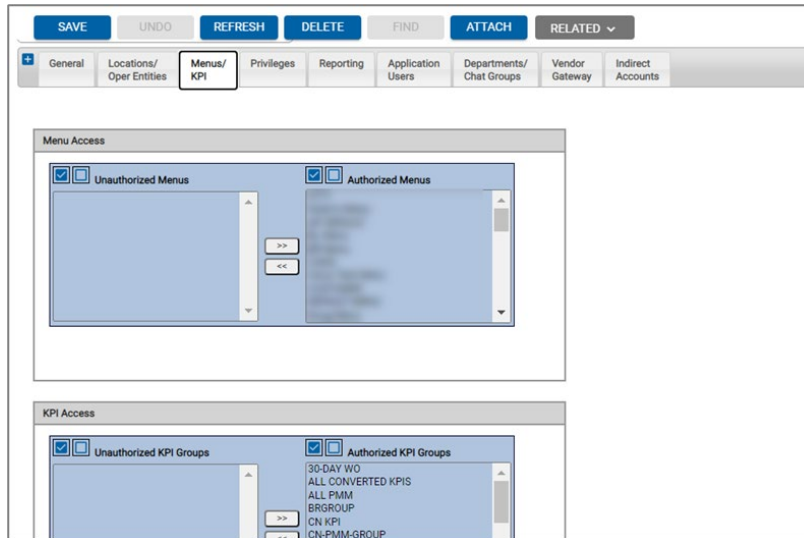 SAVE UNDO REFRESH DELETE FIND ATTACH RELATED
General Locations/ Oper Entities Menus/ KPI Privileges Reporting Application Users Departments/ Chat Groups Vendor Gateway Indirect Accounts
Menu Access
Unauthorized Menus Authorized Menus
>>
<<
KPI Access
Unauthorized KPI Groups Authorized KPI Groups
30-DAY WO
ALL CONVERTED KPIS
ALL PMM
BRGROUP
>> CN KPI
<< CN-PMM-GROUP